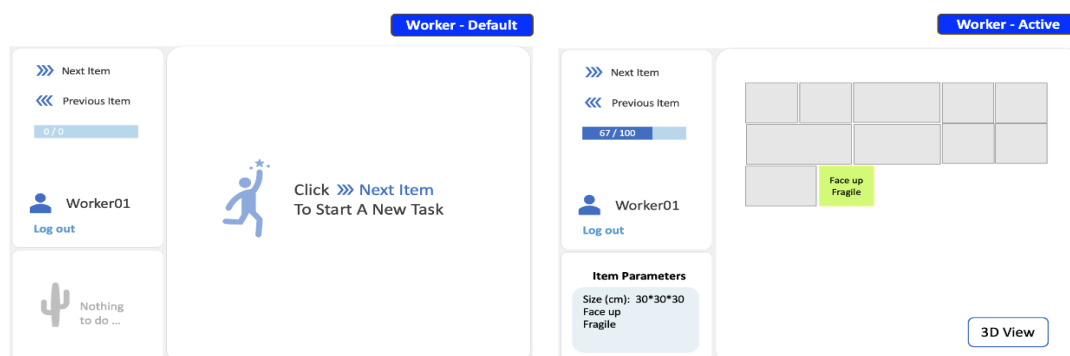 Worker - Default
Next Item
Previous Item
0 / 0
Worker01
Log out
Nothing
to do ...
Click Next Item
To Start A New Task
Worker - Active
Next Item
Previous Item
67 / 100
Worker01
Log out
Item Parameters
Size (cm): 30*30*30
Face up
Fragile
Face up
Fragile
3D View